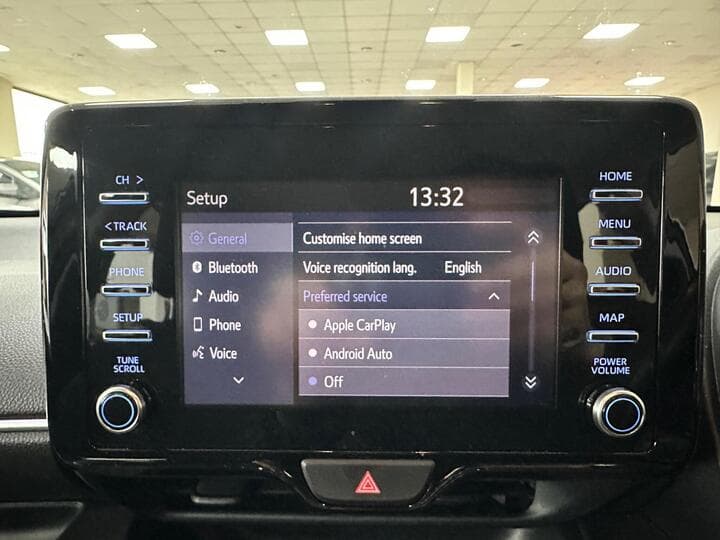 CH >
< TRACK
PHONE
SETUP
TUNE
SCROLL
Setup 13:32
General
Bluetooth
Audio
Phone
Voice
Customise home screen
Voice recognition lang. English
Preferred service
Apple CarPlay
Android Auto
Off
HOME
MENU
AUDIO
MAP
POWER
VOLUME